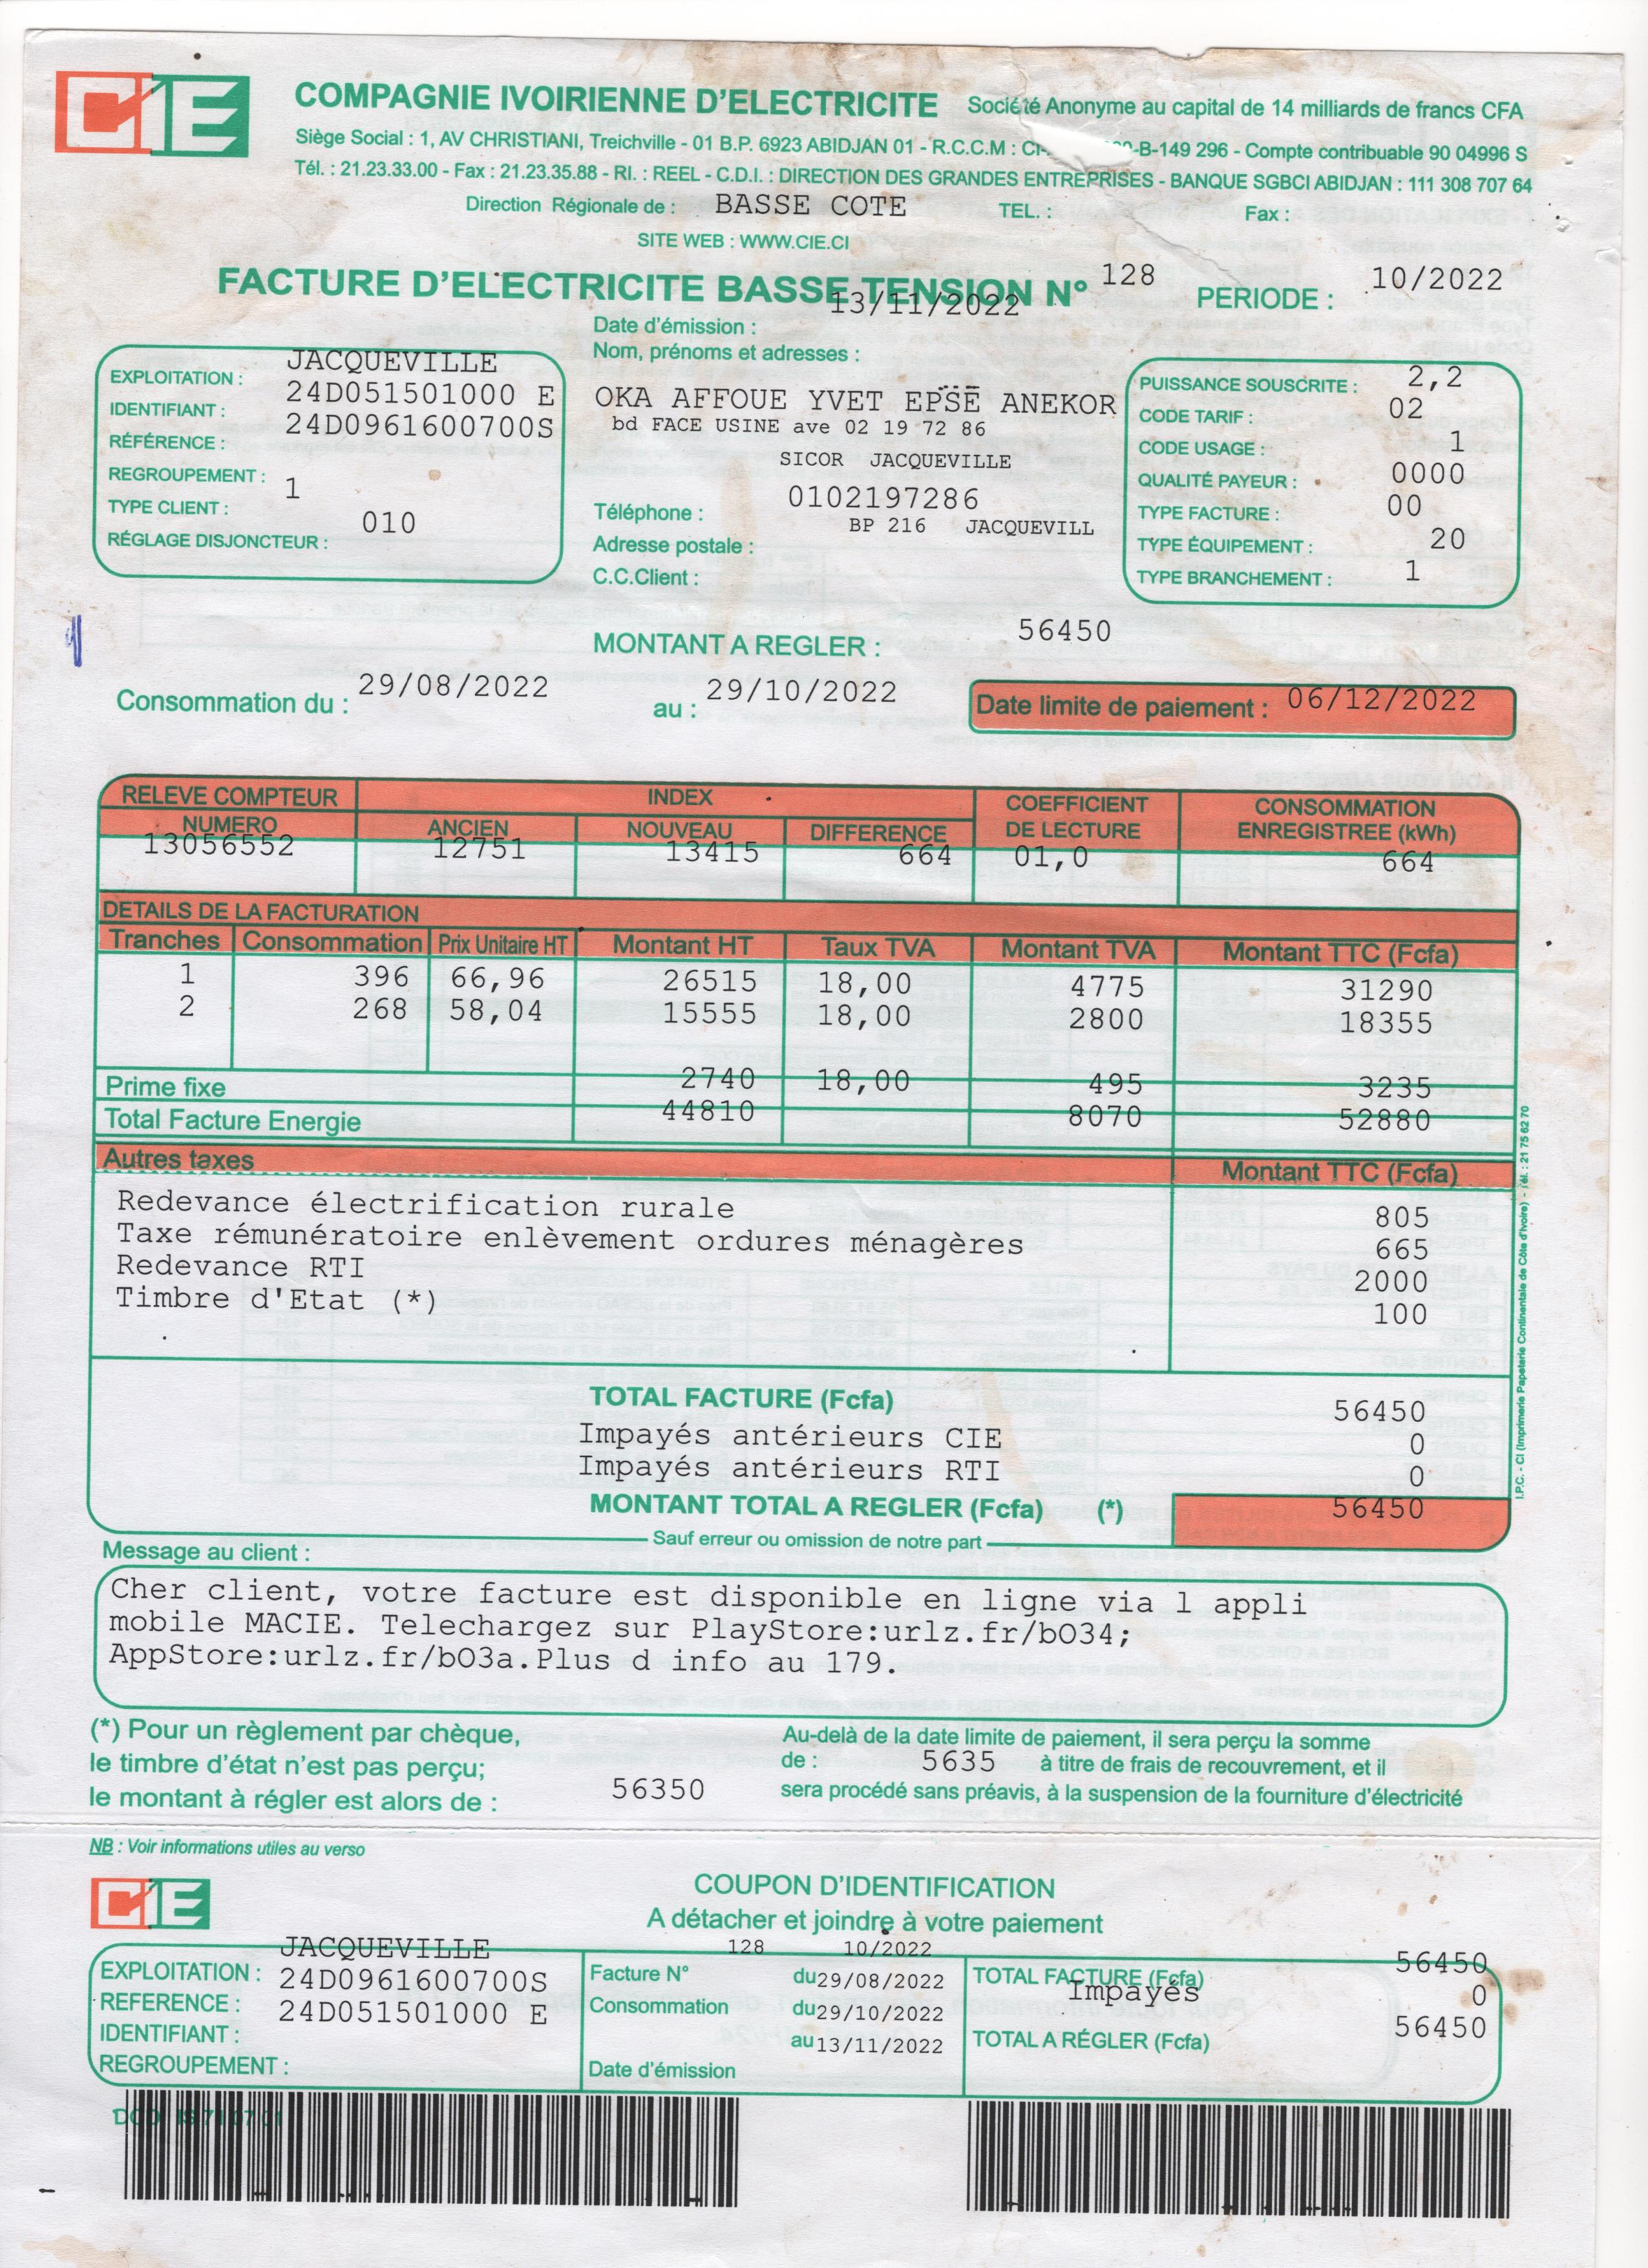 CIE
COMPAGNIE IVOIRIENNE D'ELECTRICITE Société Anonyme au capital de 14 milliards de francs CFA
Siège Social : 1, AV CHRISTIANI, Treichville - 01 B.P. 6923 ABIDJAN 01 - R.C.C.M : CI- -B-149 296 - Compte contribuable 90 04996 S
Tél. : 21.23.33.00 - Fax : 21.23.35.88 - RI. : REEL - C.D.I. : DIRECTION DES GRANDES ENTREPRISES - BANQUE SGBCI ABIDJAN : 111 308 707 64
Direction Régionale de : BASSE COTE TEL. : Fax :
SITE WEB : WWW.CIE.CI
FACTURE D'ELECTRICITE BASSE TENSION N° 128 PERIODE : 10/2022
Date d'émission : 13/11/2022
Nom, prénoms et adresses :
EXPLOITATION : JACQUEVILLE
IDENTIFIANT : 24D051501000 E
RÉFÉRENCE : 24D0961600700S
REGROUPEMENT :
TYPE CLIENT : 1
RÉGLAGE DISJONCTEUR : 010
OKA AFFOUE YVET EPSE ANEKOR
bd FACE USINE ave 02 19 72 86
SICOR JACQUEVILLE
Téléphone : 0102197286
Adresse postale : BP 216 JACQUEVILL
C.C.Client :
PUISSANCE SOUSCRITE : 2,2
CODE TARIF : 02
CODE USAGE : 1
QUALITÉ PAYEUR : 0000
TYPE FACTURE : 00
TYPE ÉQUIPEMENT : 20
TYPE BRANCHEMENT : 1
MONTANT A REGLER : 56450
Consommation du : 29/08/2022 au : 29/10/2022 Date limite de paiement : 06/12/2022
RELEVE COMPTEUR INDEX COEFFICIENT DE LECTURE CONSOMMATION ENREGISTREE (kWh)
NUMERO ANCIEN NOUVEAU DIFFERENCE
13056552 12751 13415 664 01,0 664
DETAILS DE LA FACTURATION
Tranches Consommation Prix Unitaire HT Montant HT Taux TVA Montant TVA Montant TTC (Fcfa)
1 396 66,96 26515 18,00 4775 31290
2 268 58,04 15555 18,00 2800 18355
Prime fixe 2740 18,00 495 3235
Total Facture Energie 44810 8070 52880
Autres taxes Montant TTC (Fcfa)
Redevance électrification rurale 805
Taxe rémunératoire enlèvement ordures ménagères 665
Redevance RTI 2000
Timbre d'Etat (*) 100
TOTAL FACTURE (Fcfa) 56450
Impayés antérieurs CIE 0
Impayés antérieurs RTI 0
MONTANT TOTAL A REGLER (Fcfa) (*) 56450
Sauf erreur ou omission de notre part
I.P.C. - CI (Imprimerie Papeterie Continentale de Côte d'Ivoire) - Tél. : 21 75 62 70
Message au client :
Cher client, votre facture est disponible en ligne via l appli
mobile MACIE. Telechargez sur PlayStore:urlz.fr/bO34;
AppStore:urlz.fr/bO3a.Plus d info au 179.
(*) Pour un règlement par chèque,
le timbre d'état n'est pas perçu;
le montant à régler est alors de : 56350
Au-delà de la date limite de paiement, il sera perçu la somme
de : 5635 à titre de frais de recouvrement, et il
sera procédé sans préavis, à la suspension de la fourniture d'électricité
NB : Voir informations utiles au verso
CIE
COUPON D'IDENTIFICATION
A détacher et joindre à votre paiement
EXPLOITATION : JACQUEVILLE
REFERENCE : 24D0961600700S
IDENTIFIANT : 24D051501000 E
REGROUPEMENT :
Facture N° 128 10/2022
Consommation du 29/08/2022
du 29/10/2022
au 13/11/2022
Date d'émission
TOTAL FACTURE (Fcfa) 56450
Impayés 0
TOTAL A RÉGLER (Fcfa) 56450